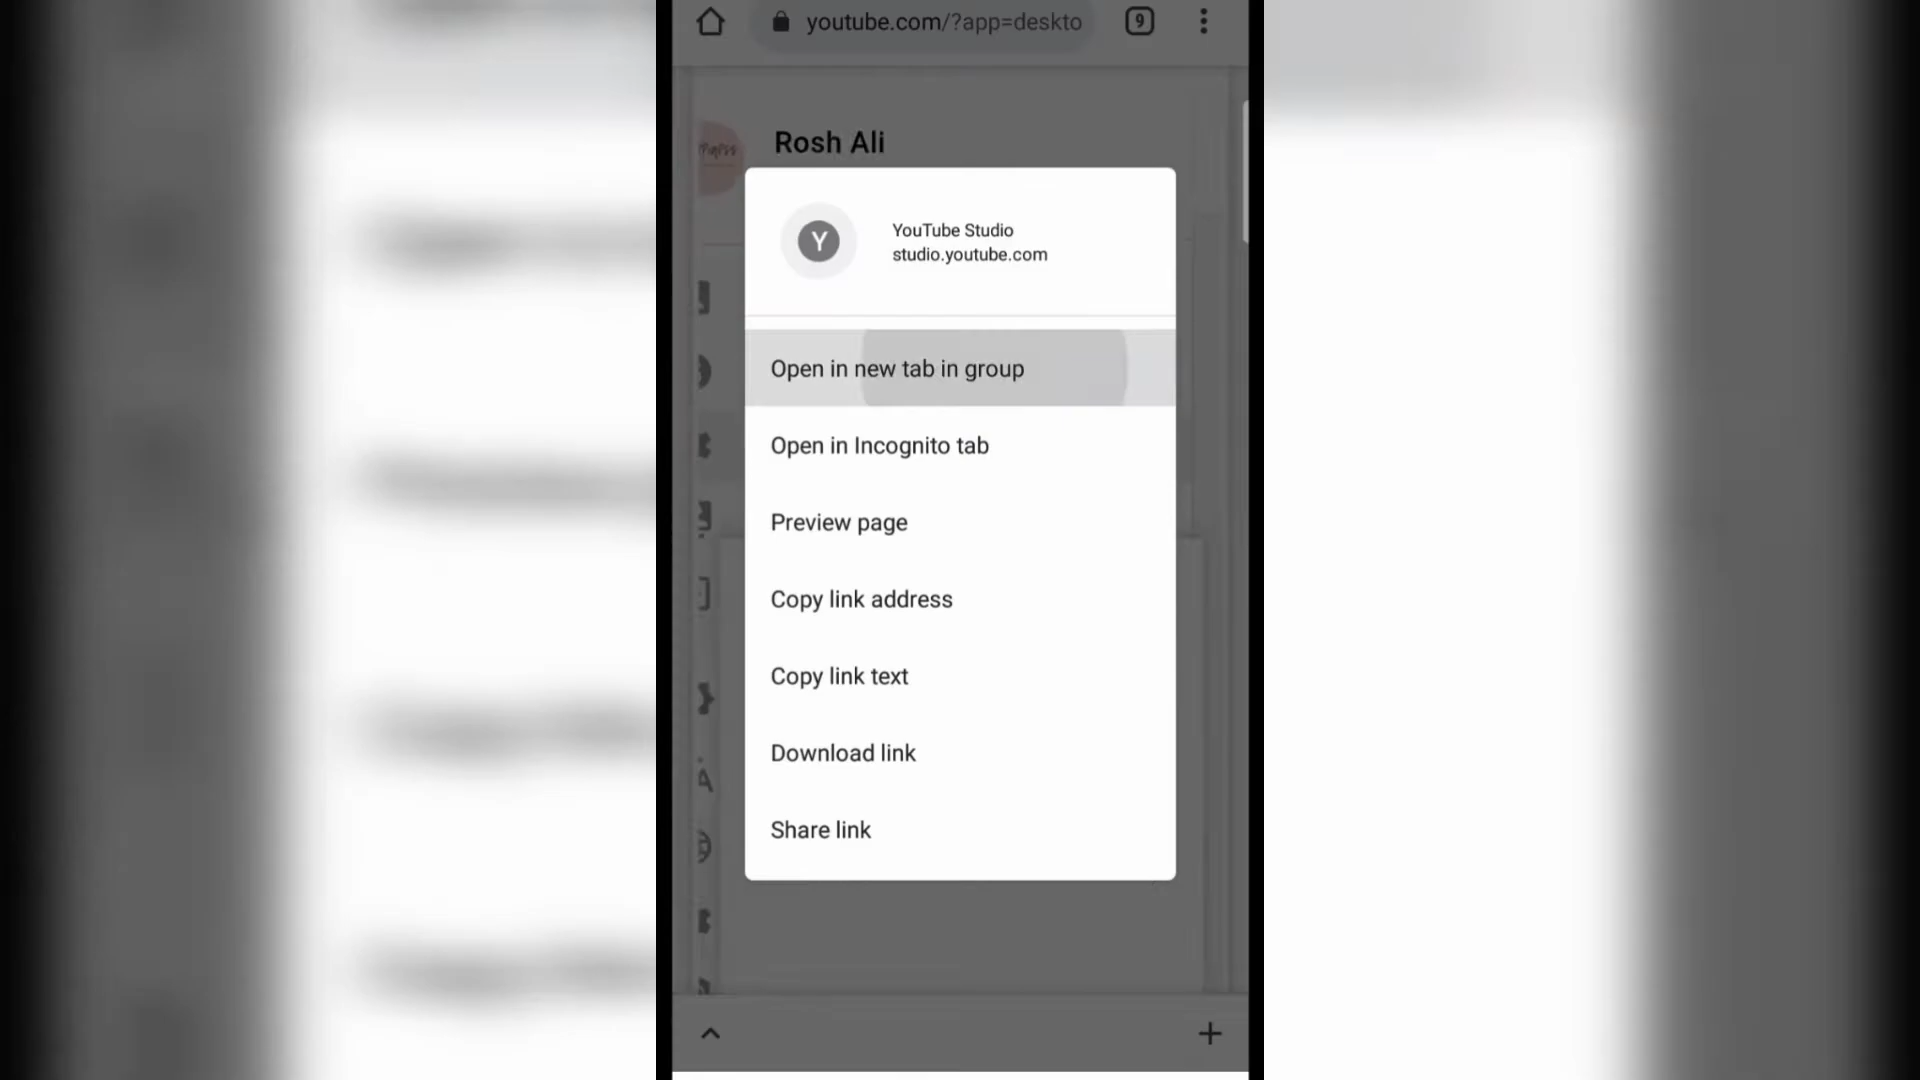 youtube.com/?app=deskto
9
Rosh Ali
Y
YouTube Studio
studio.youtube.com
Open in new tab in group
Open in Incognito tab
Preview page
Copy link address
Copy link text
Download link
Share link